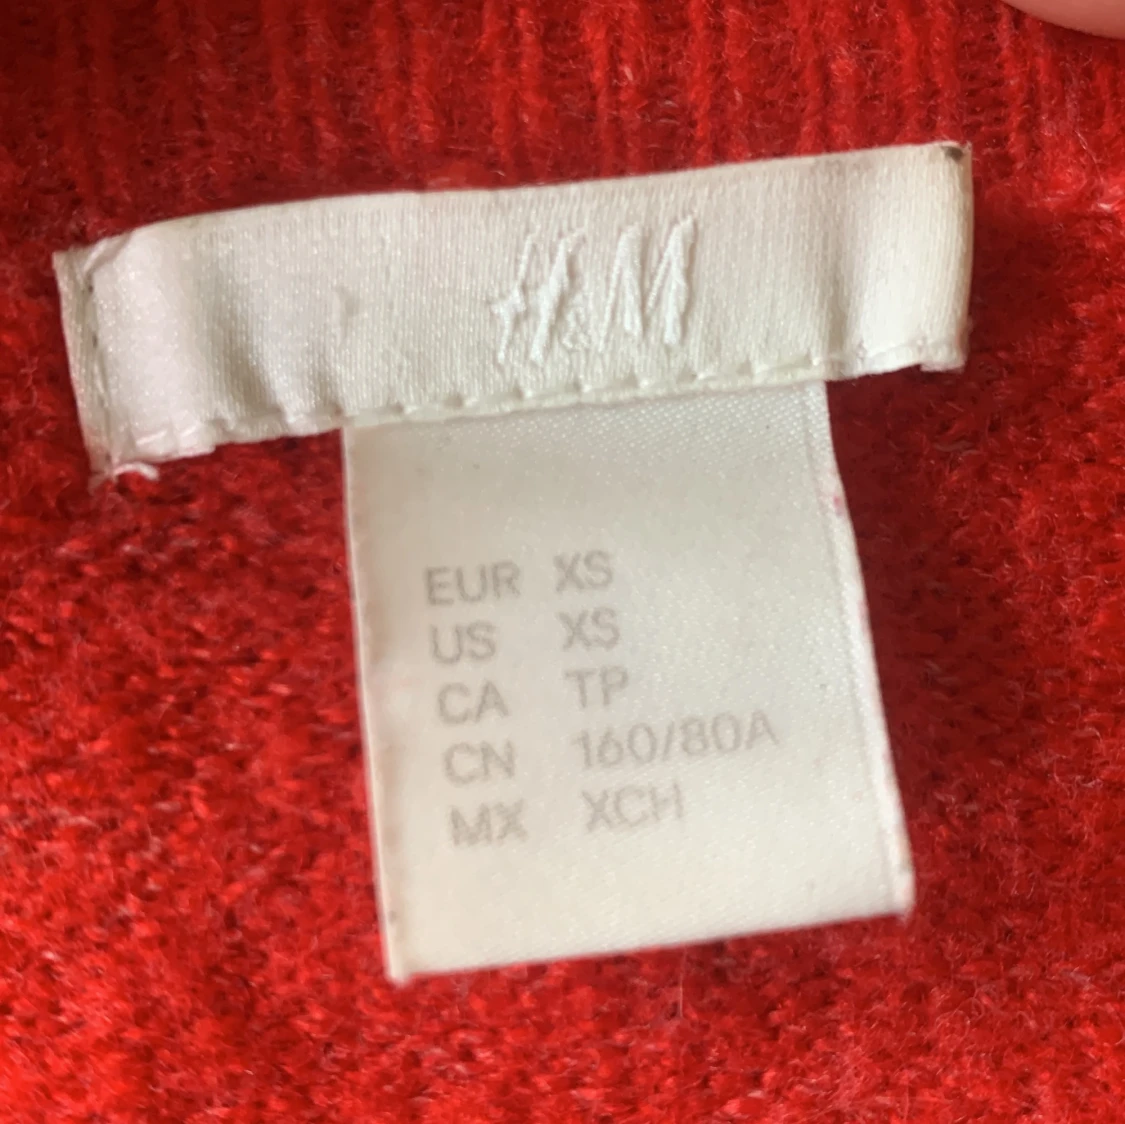 H&M
EUR XS
US XS
CA TP
CN 160/80A
MX XCH